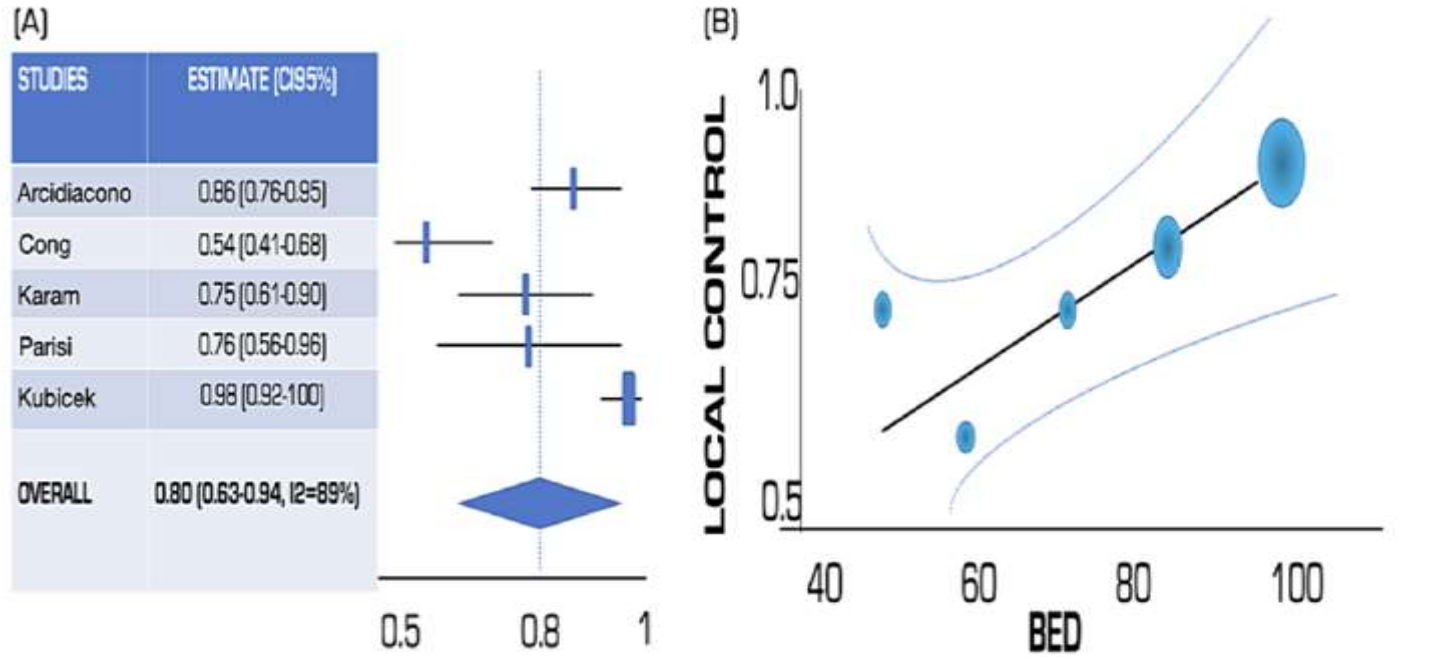 (A)
STUDIES ESTIMATE (CI95%)
Arcidiacono 0.86 (0.76-0.95)
Cong 0.54 (0.41-0.68)
Karam 0.75 (0.61-0.90)
Parisi 0.76 (0.56-0.96)
Kubicek 0.98 (0.92-100)
OVERALL 0.80 (0.63-0.94, I2=89%)
0.5 0.8 1
(B)
LOCAL CONTROL
1.0
0.75
0.5
40 60 80 100
BED